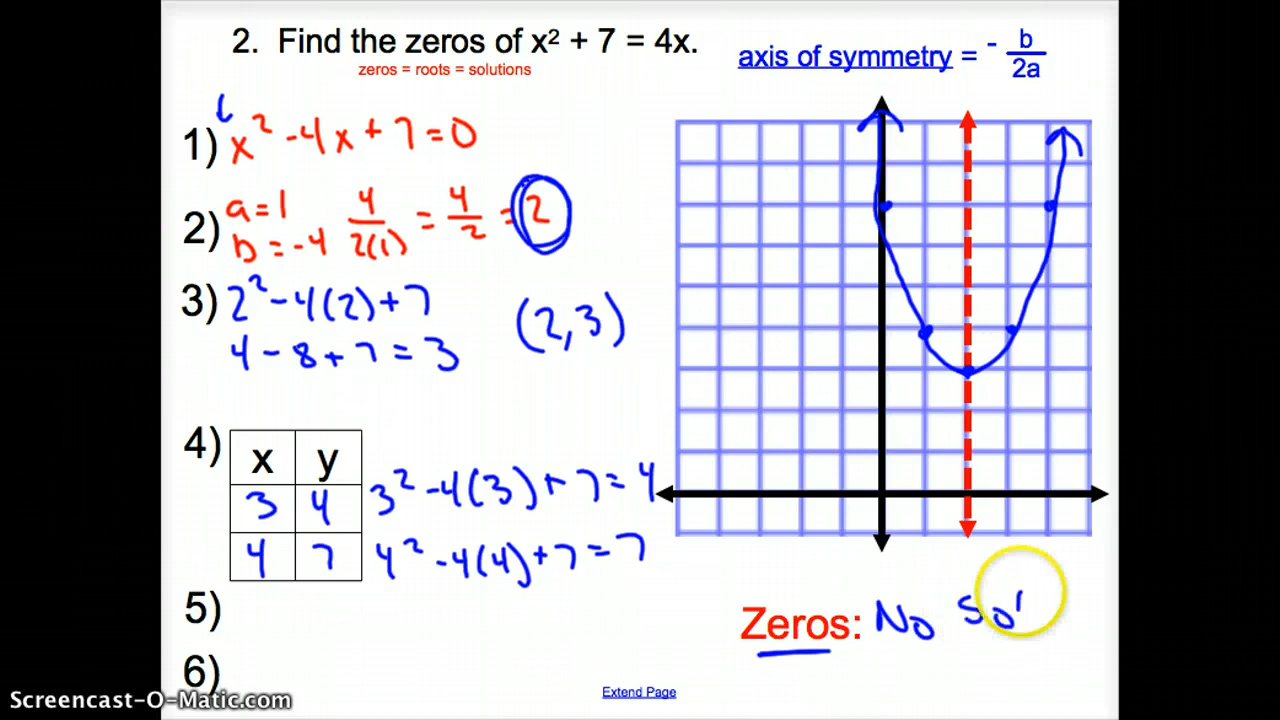 2. Find the zeros of x² + 7 = 4x.
zeros = roots = solutions
axis of symmetry = - b/2a
1) x² - 4x + 7 = 0
2) a = 1 b = -4 4/2(1) = 4/2 = 2
3) 2² - 4(2) + 7
4 - 8 + 7 = 3
(2, 3)
4) x y
3 4 3² - 4(3) + 7 = 4
4 7 4² - 4(4) + 7 = 7
5)
6)
Zeros: No Sol
Extend Page
Screencast-O-Matic.com